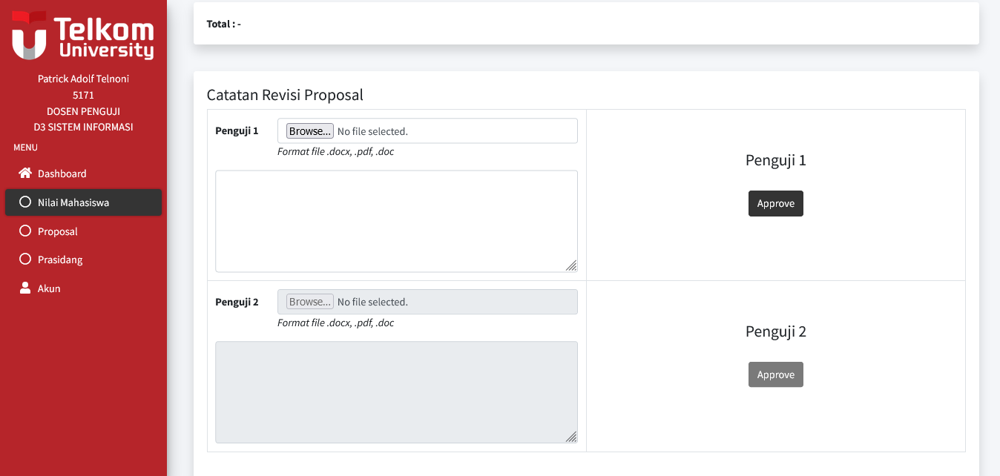 Telkom
University
Patrick Adolf Telnoni
5171
DOSEN PENGUJI
D3 SISTEM INFORMASI
MENU
Dashboard
Nilai Mahasiswa
Proposal
Prasidang
Akun
Total : -
Catatan Revisi Proposal
Penguji 1
Browse... No file selected.
Format file .docx, .pdf, .doc
Penguji 1
Approve
Penguji 2
Browse... No file selected.
Format file .docx, .pdf, .doc
Penguji 2
Approve